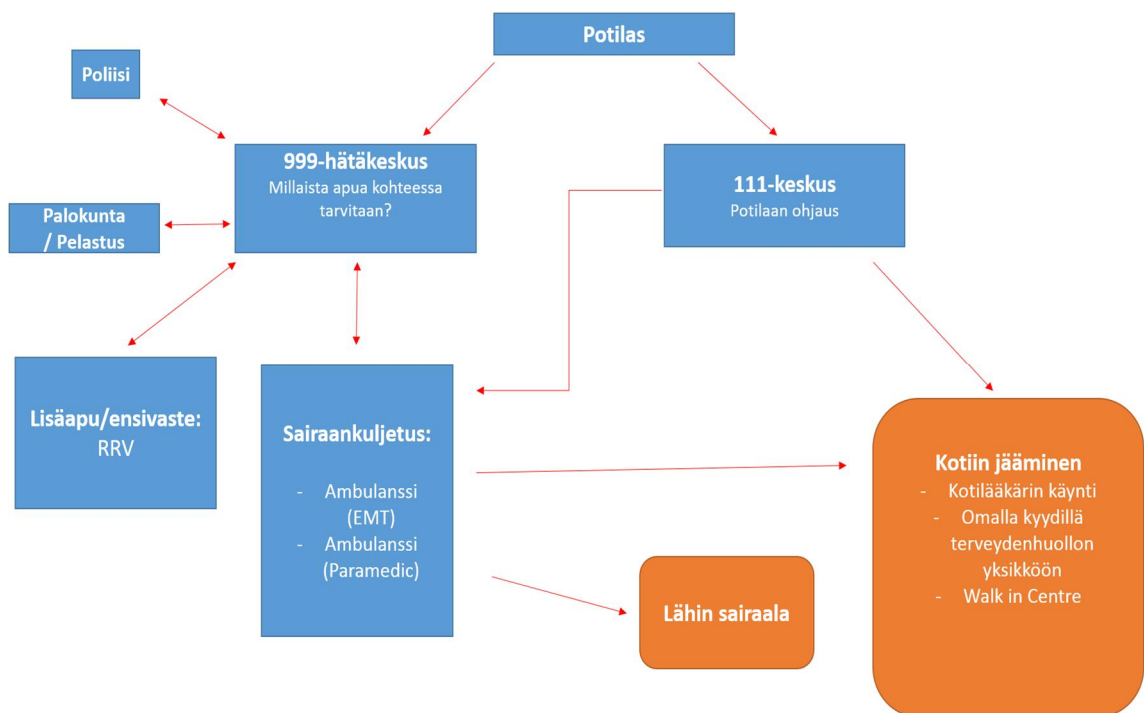 Potilas
Poliisi
999-hätäkeskus
Millaista apua kohteessa
tarvitaan?
111-keskus
Potilaan ohjaus
Palokunta
/ Pelastus
Lisäapu/ensivaste:
RRV
Sairaankuljetus:
- Ambulanssi
(EMT)
- Ambulanssi
(Paramedic)
Kotiin jääminen
- Kotilääkärin käynti
- Omalla kyydillä
terveydenhuollon
yksikköön
- Walk in Centre
Lähin sairaala